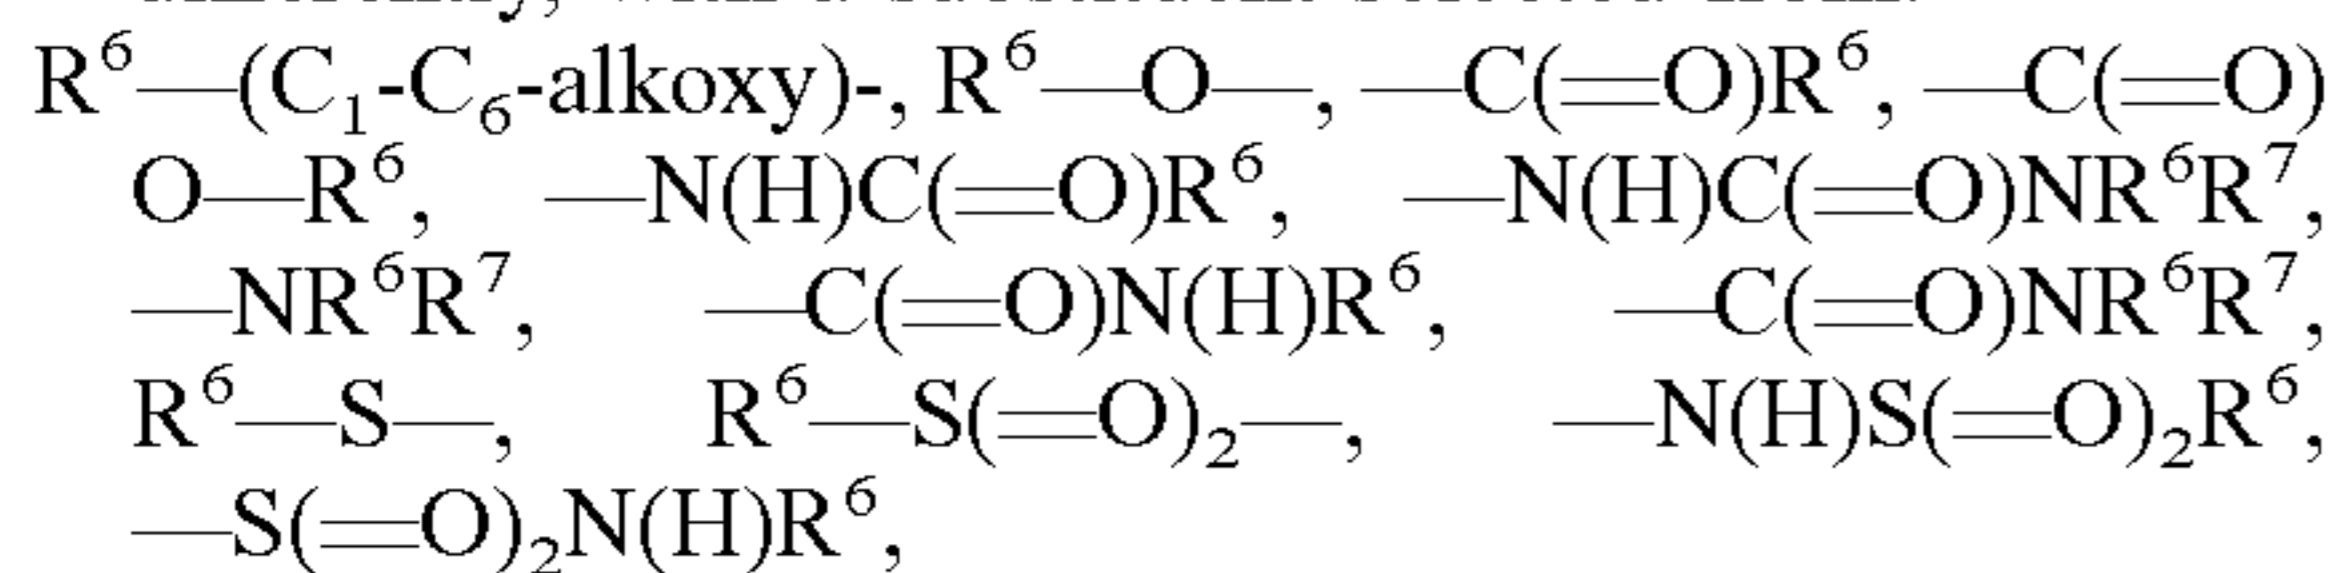 R⁶—(C₁-C₆-alkoxy)-, R⁶—O—, —C(=O)R⁶, —C(=O)
O—R⁶, —N(H)C(=O)R⁶, —N(H)C(=O)NR⁶R⁷,
—NR⁶R⁷, —C(=O)N(H)R⁶, —C(=O)NR⁶R⁷,
R⁶—S—, R⁶—S(=O)₂—, —N(H)S(=O)₂R⁶,
—S(=O)₂N(H)R⁶,